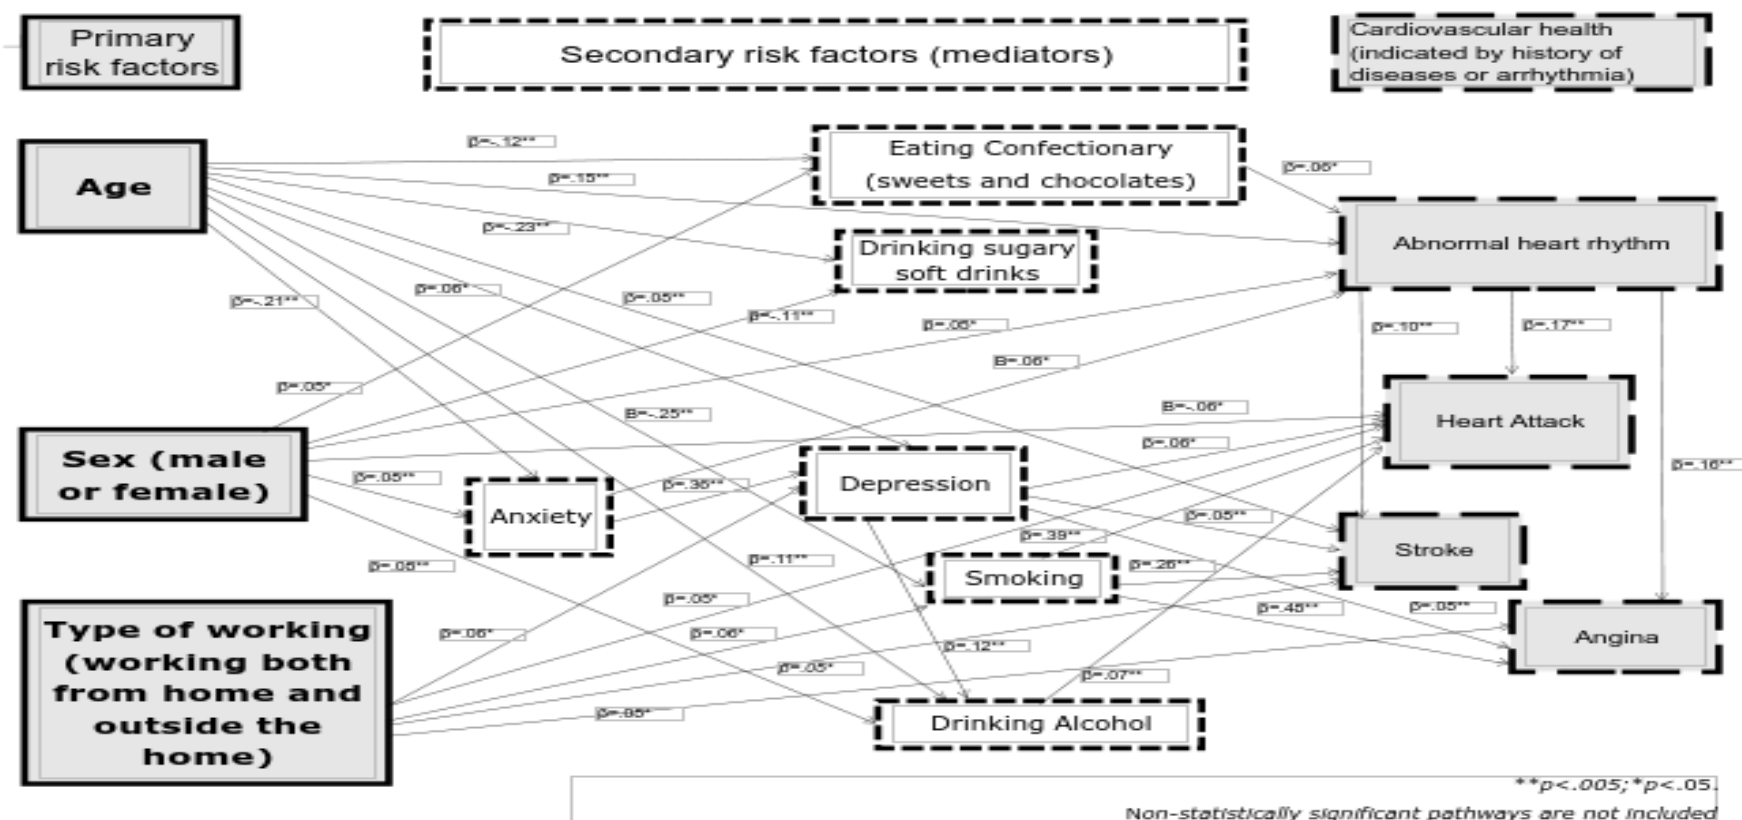 Primary
risk factors
Secondary risk factors (mediators)
Cardiovascular health
(indicated by history of
diseases or arrhythmia)
β=-.12**
Eating Confectionary
(sweets and chocolates)
β=.06*
Age
β=.15**
β=-.23**
Drinking sugary
soft drinks
Abnormal heart rhythm
β=-.21**
β=.06*
β=.05**
β=-.11**
β=.06*
β=.10**
β=.17**
B=.06*
β=.05*
B=-.25**
B=-.06*
Heart Attack
β=.06*
Sex (male
or female)
β=.05**
Anxiety
β=.36**
Depression
β=.16**
β=.05**
β=.39**
Stroke
β=.11**
β=.26**
Smoking
β=.05*
β=.48**
β=.05**
Type of working
(working both
from home and
outside the
home)
β=.06*
β=.06*
β=.12**
Angina
β=.05*
β=.07**
Drinking Alcohol
**p<.005;*p<.05.
Non-statistically significant pathways are not included